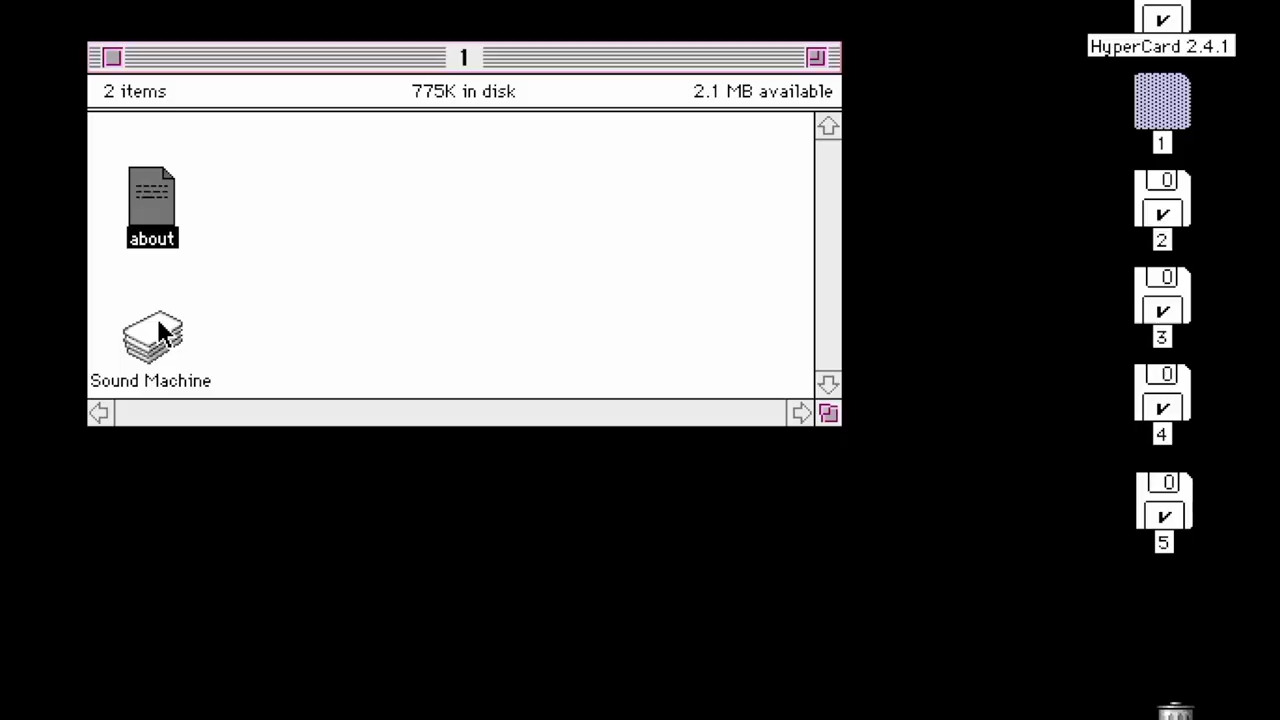 1
2 items 775K in disk 2.1 MB available
about
Sound Machine
HyperCard 2.4.1
1
0
2
0
3
0
4
0
5